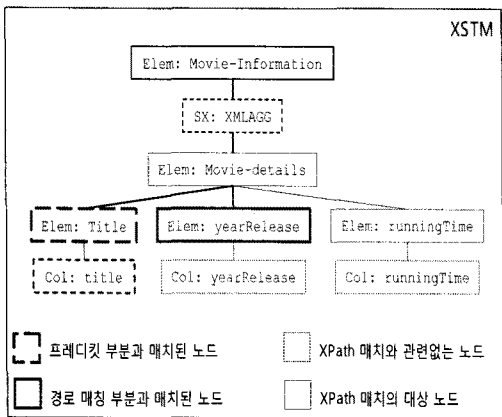 XSTM
Elem: Movie-Information
SX: XMLAGG
Elem: Movie-details
Elem: Title
Elem: yearRelease
Elem: runningTime
Col: title
Col: yearRelease
Col: runningTime
프레디킷 부분과 매치된 노드
XPath 매치와 관련없는 노드
경로 매칭 부분과 매치된 노드
XPath 매치의 대상 노드